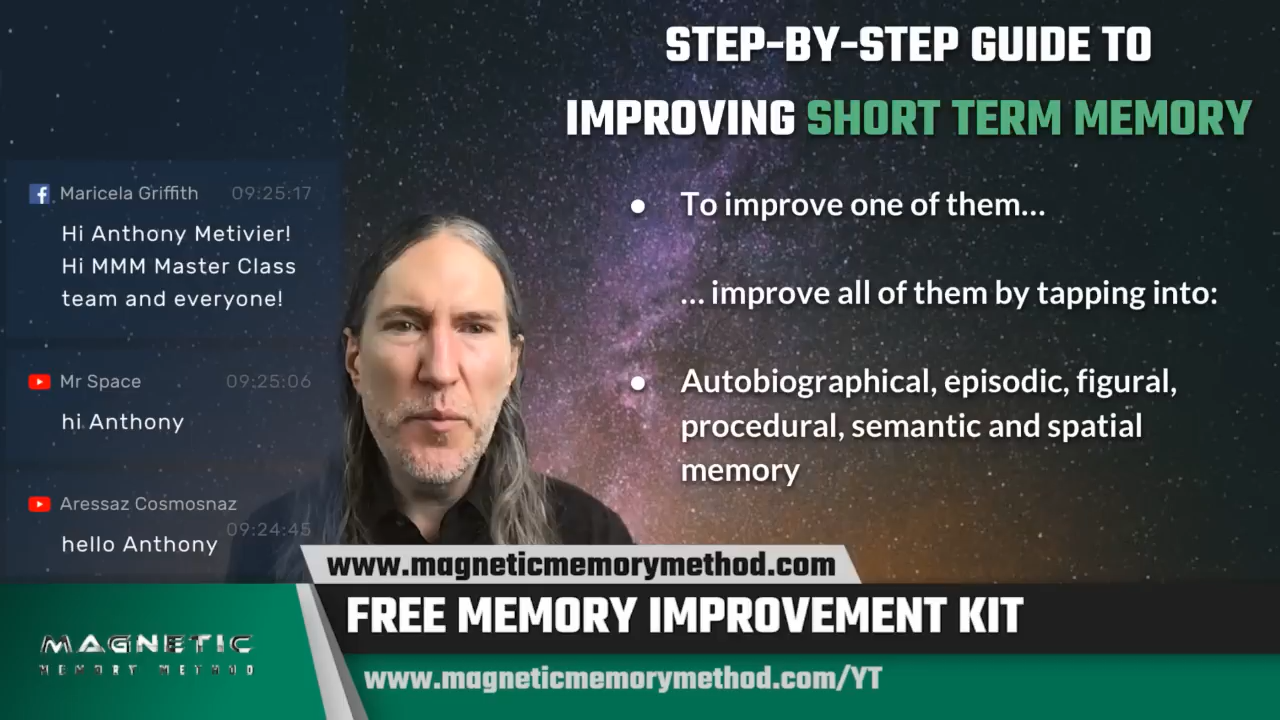 STEP-BY-STEP GUIDE TO
IMPROVING SHORT TERM MEMORY
● To improve one of them...
... improve all of them by tapping into:
● Autobiographical, episodic, figural,
procedural, semantic and spatial
memory
Maricela Griffith 09:25:17
Hi Anthony Metivier!
Hi MMM Master Class
team and everyone!
Mr Space 09:25:06
hi Anthony
Aressaz Cosmosnaz
09:24:45
hello Anthony
www.magneticmemorymethod.com
FREE MEMORY IMPROVEMENT KIT
www.magneticmemorymethod.com/YT
MAGNETIC
MEMORY METHOD